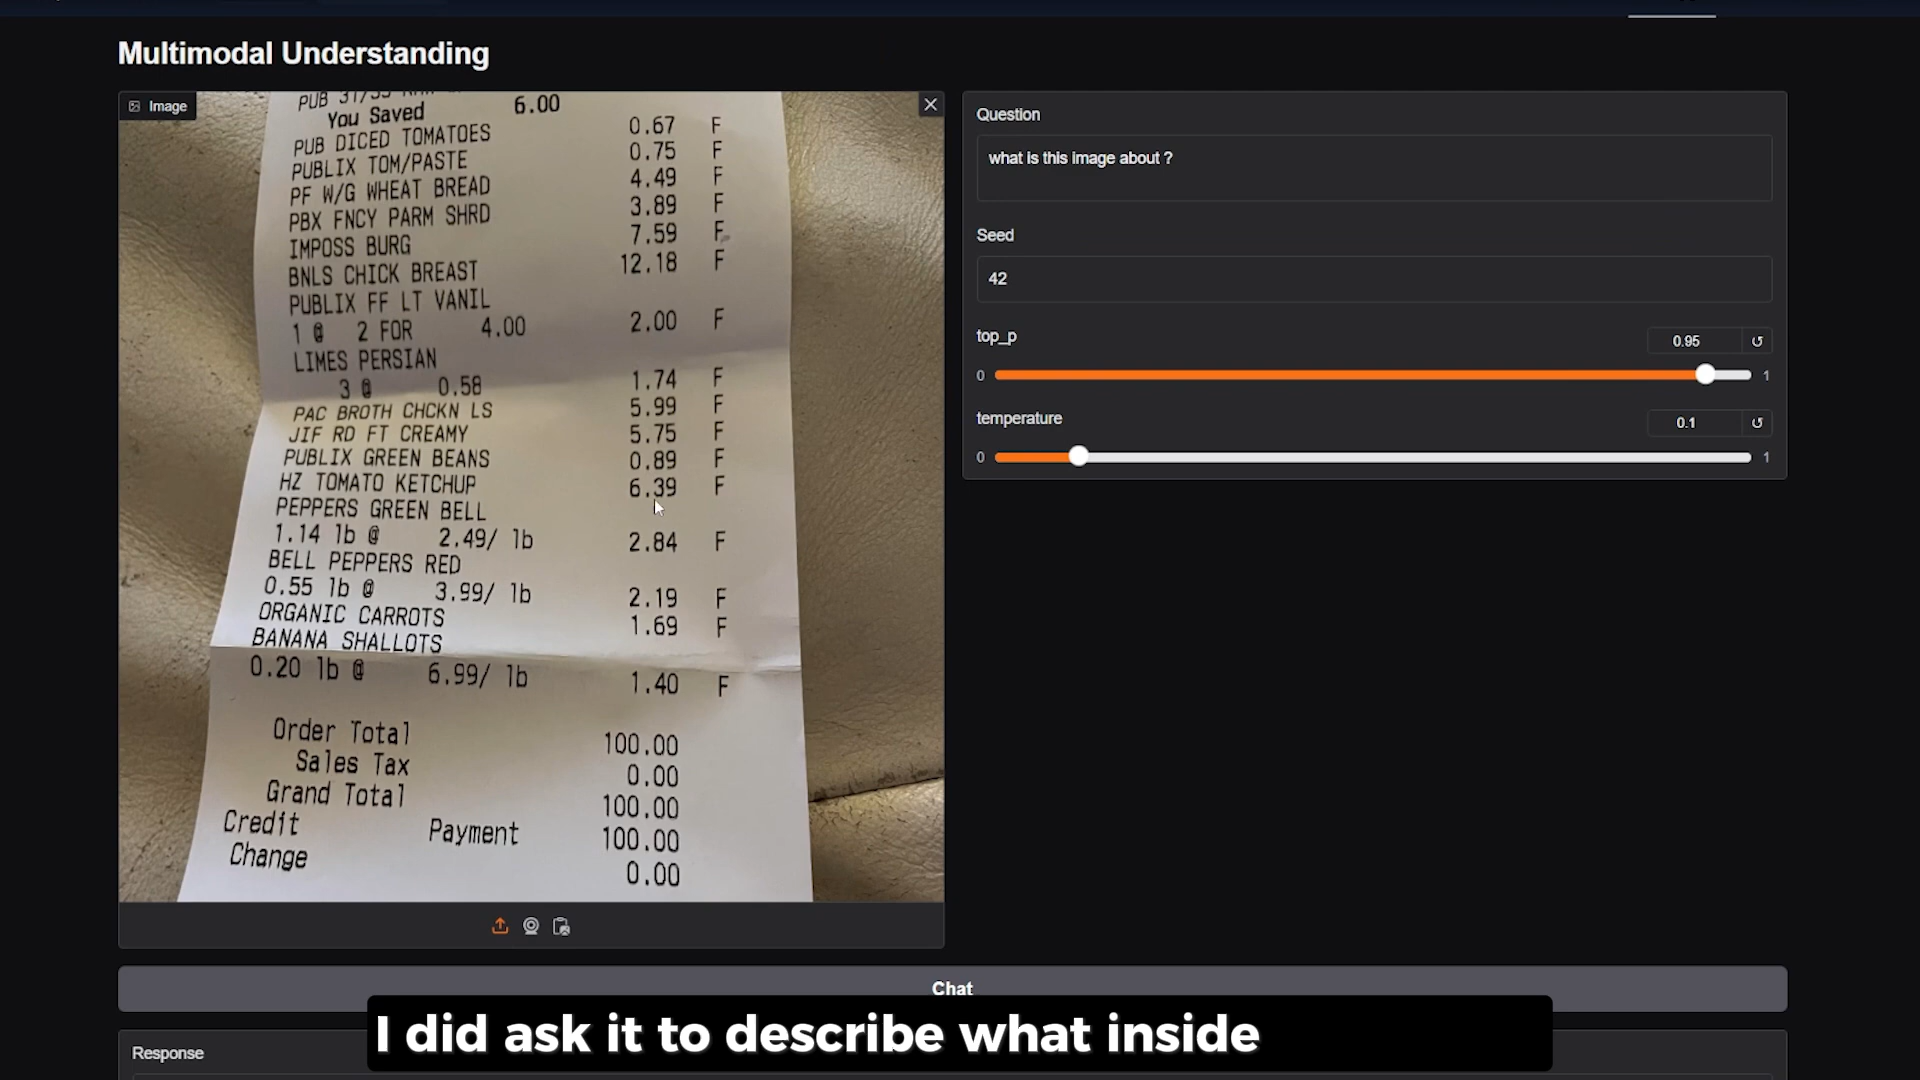 Multimodal Understanding
Image
PUB 31/35
You Saved 6.00
PUB DICED TOMATOES 0.67 F
PUBLIX TOM/PASTE 0.75 F
PF W/G WHEAT BREAD 4.49 F
PBX FNCY PARM SHRD 3.89 F
IMPOSS BURG 7.59 F
BNLS CHICK BREAST 12.18 F
PUBLIX FF LT VANIL
1 @ 2 FOR 4.00 2.00 F
LIMES PERSIAN
3 @ 0.58 1.74 F
PAC BROTH CHCKN LS 5.99 F
JIF RD FT CREAMY 5.75 F
PUBLIX GREEN BEANS 0.89 F
HZ TOMATO KETCHUP 6.39 F
PEPPERS GREEN BELL
1.14 lb @ 2.49/ lb 2.84 F
BELL PEPPERS RED
0.55 lb @ 3.99/ lb 2.19 F
ORGANIC CARROTS 1.69 F
BANANA SHALLOTS
0.20 lb @ 6.99/ lb 1.40 F
Order Total 100.00
Sales Tax 0.00
Grand Total 100.00
Credit Payment 100.00
Change 0.00
Question
what is this image about ?
Seed
42
top_p 0.95
0 1
temperature 0.1
0 1
Chat
I did ask it to describe what inside
Response